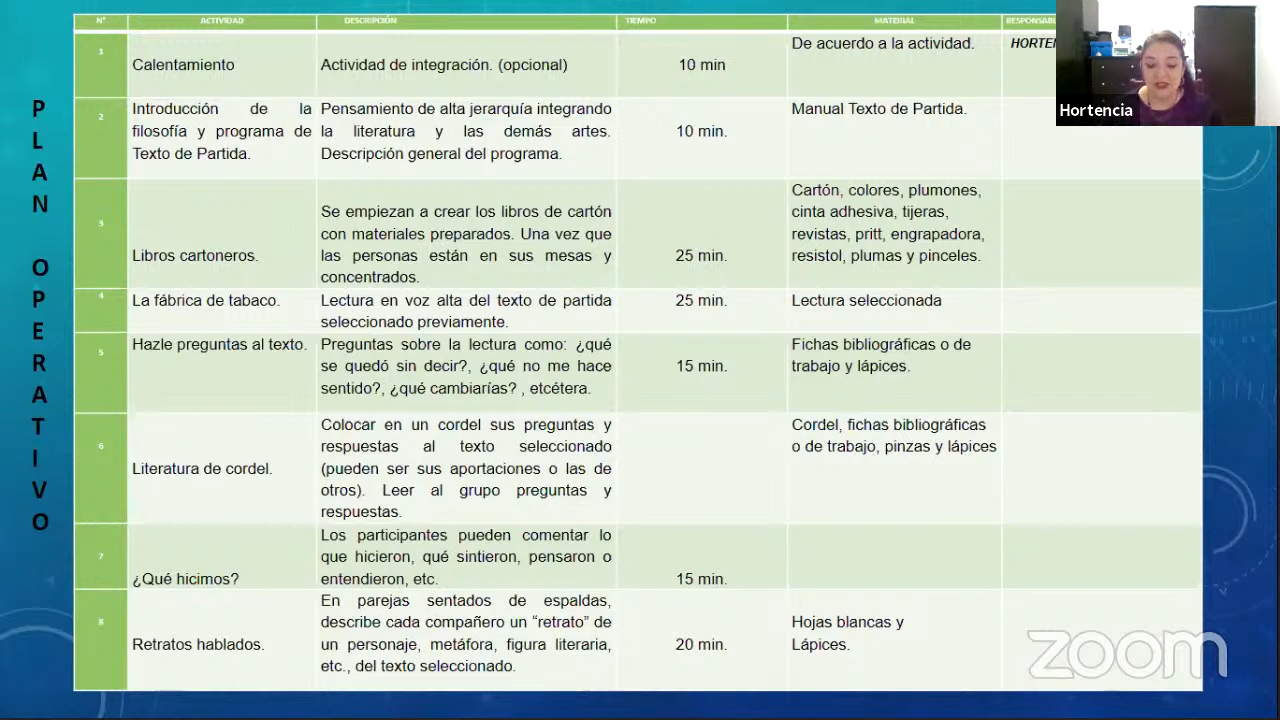 PLAN OPERATIVO
N° ACTIVIDAD DESCRIPCIÓN TIEMPO MATERIAL
1
Calentamiento
Actividad de integración. (opcional)
10 min
De acuerdo a la actividad.
2
Introducción de la
filosofía y programa de
Texto de Partida.
Pensamiento de alta jerarquía integrando
la literatura y las demás artes.
Descripción general del programa.
10 min.
Manual Texto de Partida.
3
Libros cartoneros.
Se empiezan a crear los libros de cartón
con materiales preparados. Una vez que
las personas están en sus mesas y
concentrados.
25 min.
Cartón, colores, plumones,
cinta adhesiva, tijeras,
revistas, pritt, engrapadora,
resistol, plumas y pinceles.
4
La fábrica de tabaco.
Lectura en voz alta del texto de partida
seleccionado previamente.
25 min.
Lectura seleccionada
5
Hazle preguntas al texto.
Preguntas sobre la lectura como: ¿qué
se quedó sin decir?, ¿qué no me hace
sentido?, ¿qué cambiarías? , etcétera.
15 min.
Fichas bibliográficas o de
trabajo y lápices.
6
Literatura de cordel.
Colocar en un cordel sus preguntas y
respuestas al texto seleccionado
(pueden ser sus aportaciones o las de
otros). Leer al grupo preguntas y
respuestas.
Cordel, fichas bibliográficas
o de trabajo, pinzas y lápices
7
¿Qué hicimos?
Los participantes pueden comentar lo
que hicieron, qué sintieron, pensaron o
entendieron, etc.
15 min.
8
Retratos hablados.
En parejas sentados de espaldas,
describe cada compañero un “retrato” de
un personaje, metáfora, figura literaria,
etc., del texto seleccionado.
20 min.
Hojas blancas y
Lápices.
Hortencia
zoom